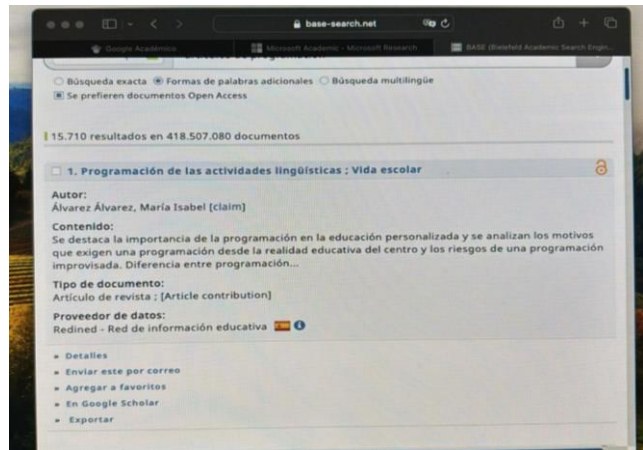 base-search.net
Google Académico
Microsoft Academic - Microsoft Research
BASE (Bielefeld Academic Search Engin...
Búsqueda exacta Formas de palabras adicionales Búsqueda multilingüe
Se prefieren documentos Open Access
15.710 resultados en 418.507.080 documentos
1. Programación de las actividades lingüísticas ; Vida escolar
Autor:
Álvarez Álvarez, María Isabel [claim]
Contenido:
Se destaca la importancia de la programación en la educación personalizada y se analizan los motivos
que exigen una programación desde la realidad educativa del centro y los riesgos de una programación
improvisada. Diferencia entre programación...
Tipo de documento:
Artículo de revista ; [Article contribution]
Proveedor de datos:
Redined - Red de información educativa
» Detalles
» Enviar este por correo
» Agregar a favoritos
» En Google Scholar
» Exportar